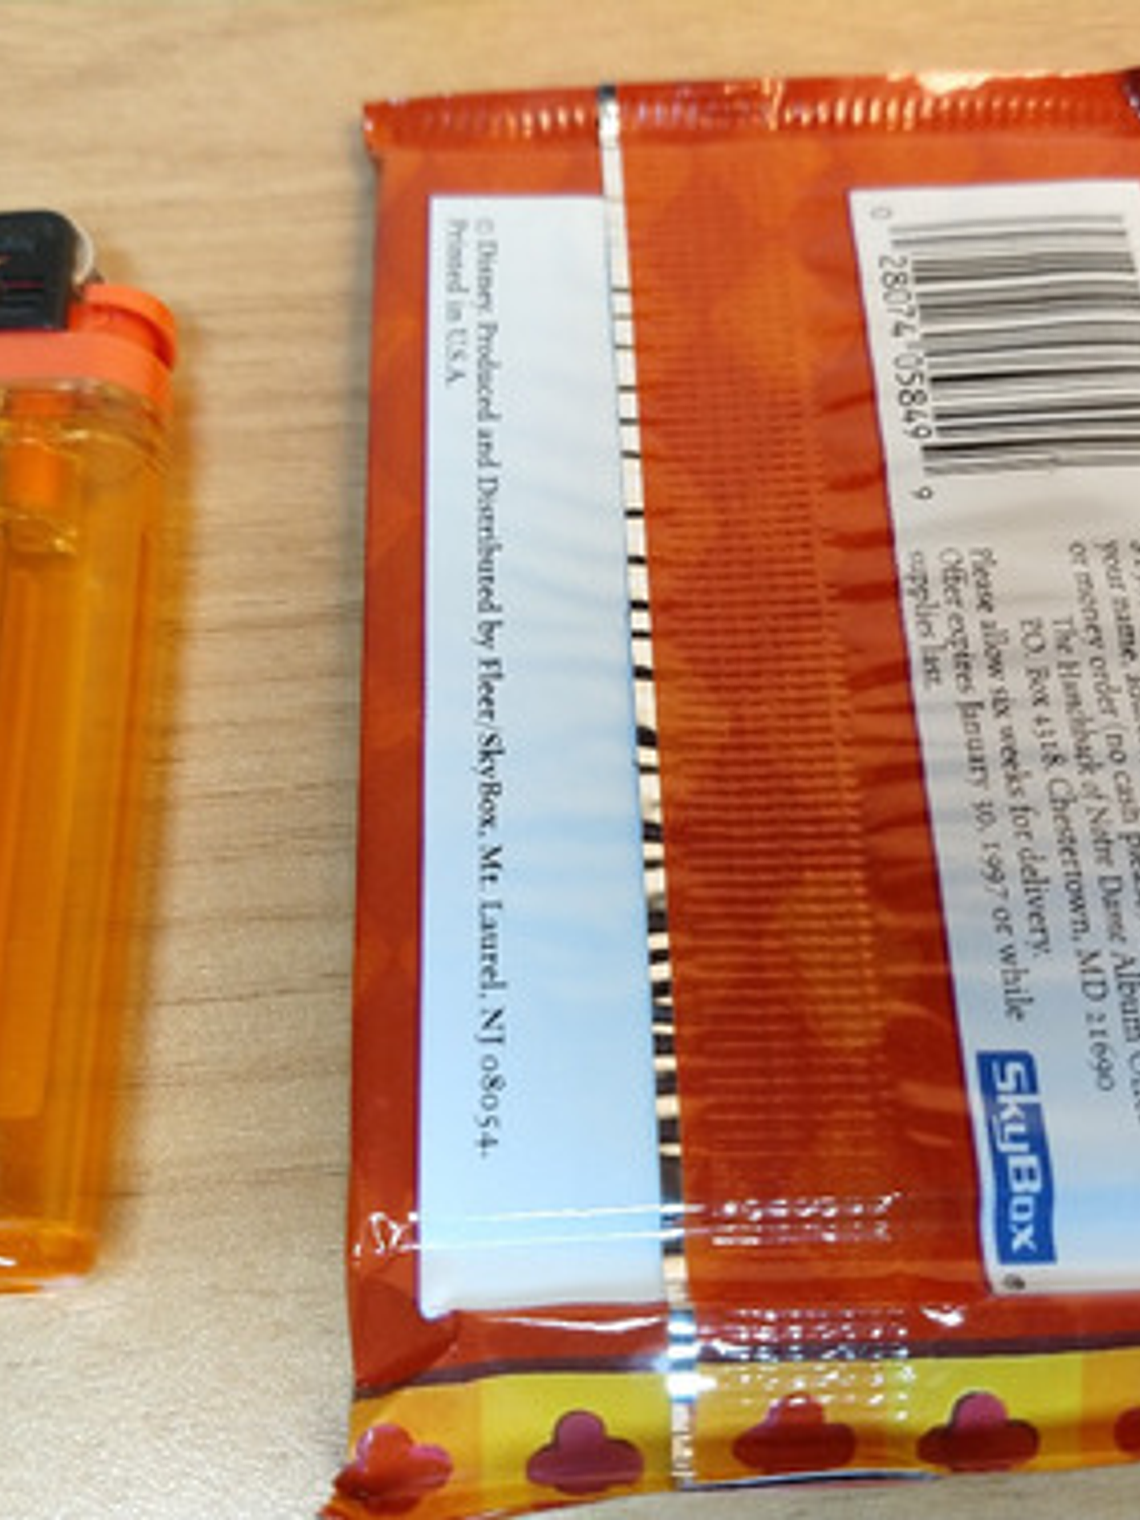 0 28074 05849 9
your name
or money order (no cash
The Hunchback of Notre Dame Album
P.O. Box 4318, Chestertown, MD 21690
Please allow six weeks for delivery.
Offer expires January 30, 1997 or while
supplies last.
SkyBox®
© Disney. Produced and Distributed by Fleer/SkyBox, Mt. Laurel, NJ 08054.
Printed in U.S.A.